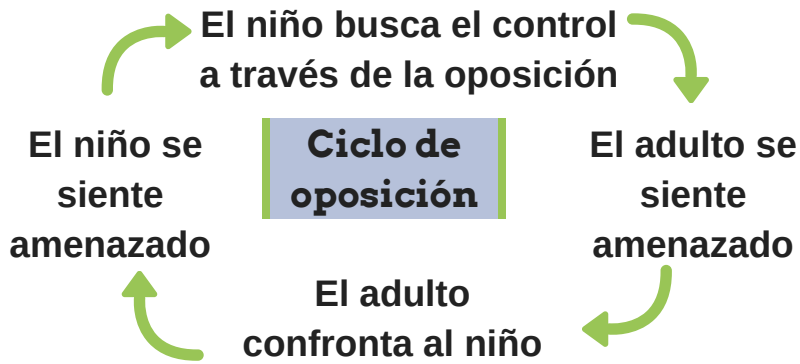 El niño busca el control
a través de la oposición
Ciclo de
oposición
El adulto se
siente
amenazado
El adulto
confronta al niño
El niño se
siente
amenazado